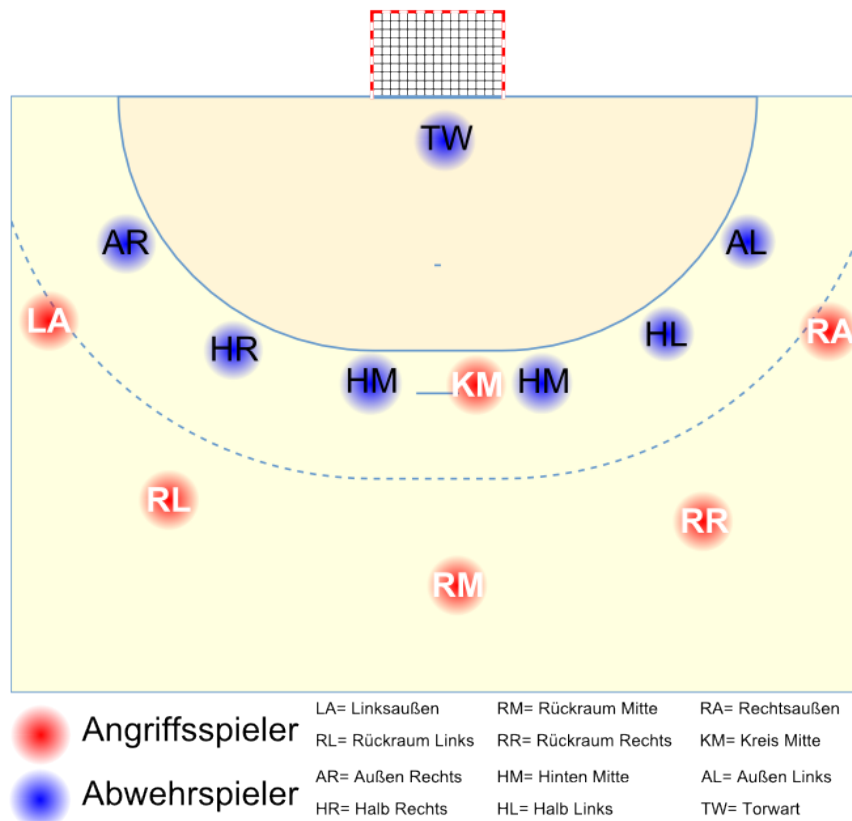 TW
AR
AL
LA
RA
HR
HL
HM
KM
HM
RL
RR
RM
Angriffsspieler
LA= Linksaußen RM= Rückraum Mitte RA= Rechtsaußen
RL= Rückraum Links RR= Rückraum Rechts KM= Kreis Mitte
Abwehrspieler
AR= Außen Rechts HM= Hinten Mitte AL= Außen Links
HR= Halb Rechts HL= Halb Links TW= Torwart